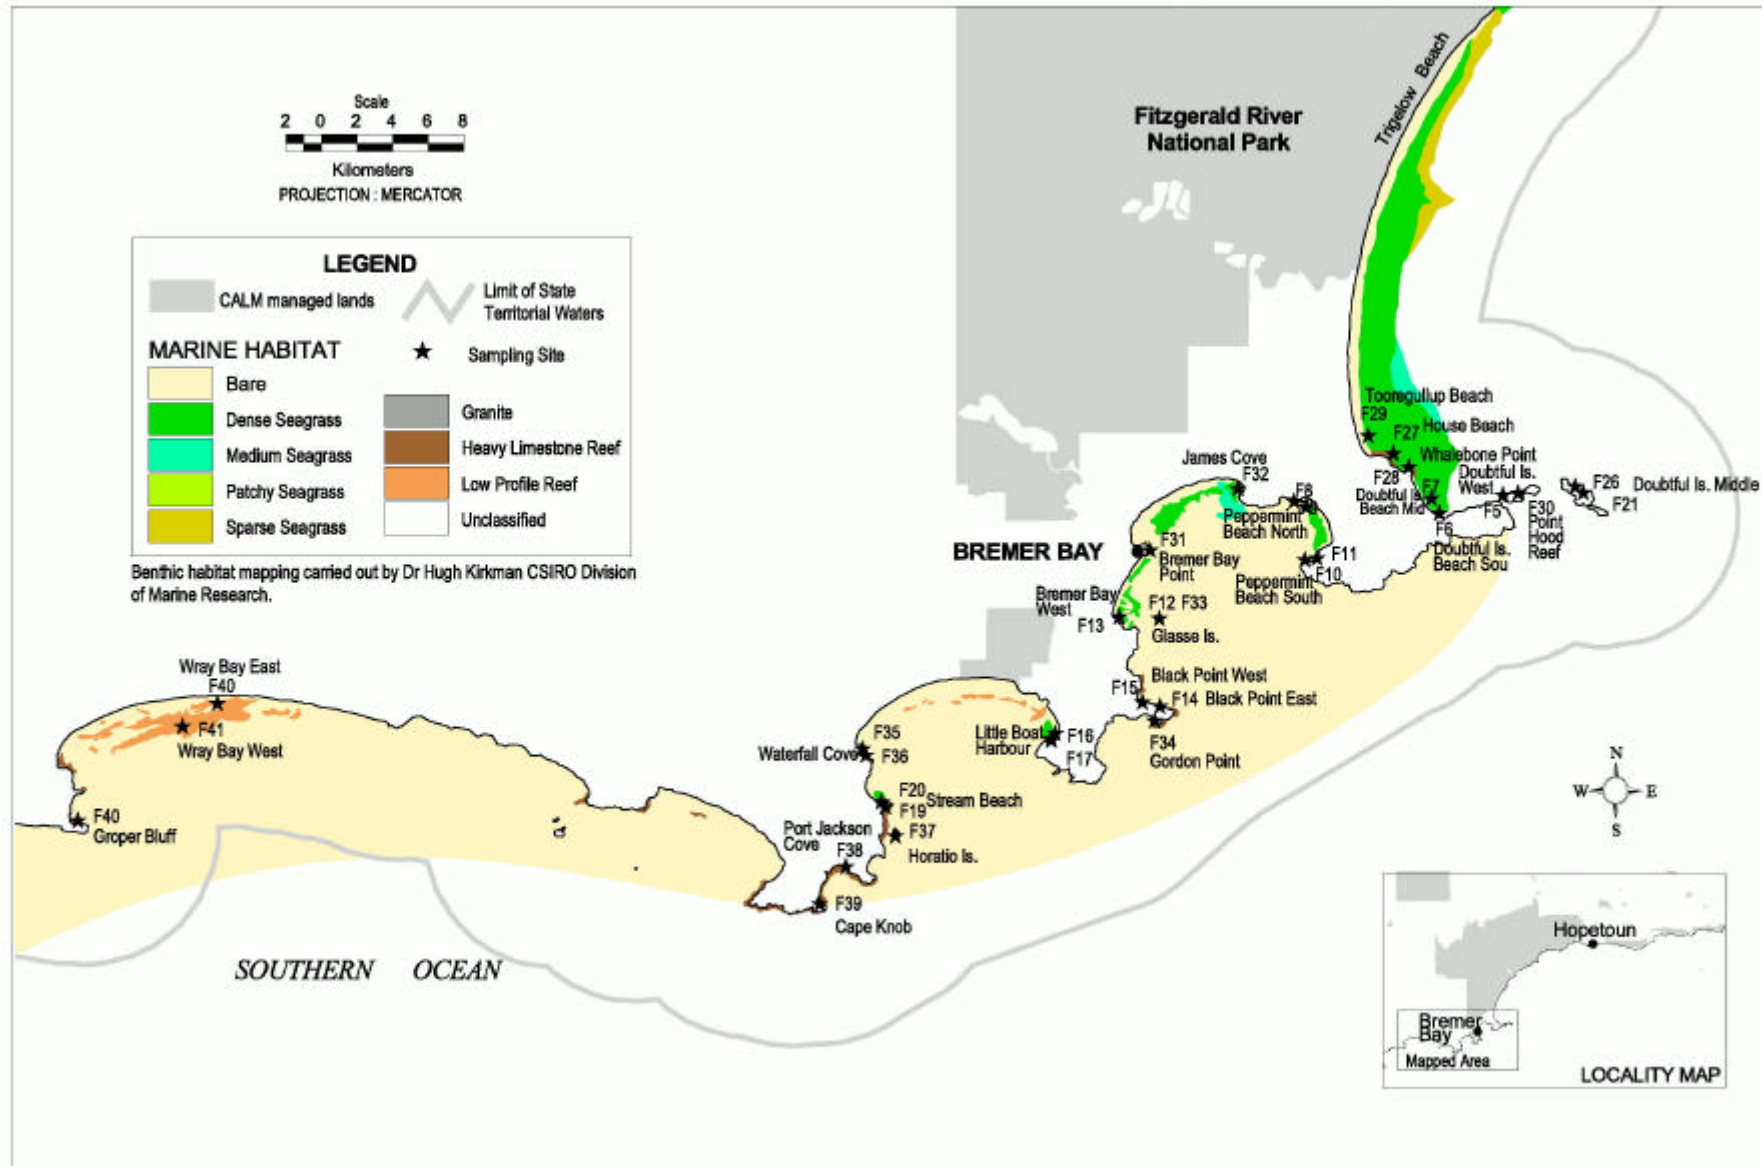 Scale
2 0 2 4 6 8
Kilometers
PROJECTION : MERCATOR
LEGEND
CALM managed lands
Limit of State
Territorial Waters
MARINE HABITAT
Sampling Site
Bare
Dense Seagrass
Medium Seagrass
Patchy Seagrass
Sparse Seagrass
Granite
Heavy Limestone Reef
Low Profile Reef
Unclassified
Benthic habitat mapping carried out by Dr Hugh Kirkman CSIRO Division
of Marine Research.
Fitzgerald River
National Park
Trigelow Beach
Tooregullup Beach
F29
F27
House Beach
Whalebone Point
F28
Doubtful Is.
West
Doubtful Is.
Beach Mid
F7
F5
F6
F30
Point
Hood
Reef
F26
Doubtful Is. Middle
F21
Doubtful Is.
Beach Sou
James Cove
F32
F8
Peppermint
Beach North
F11
F10
Peppermint
Beach South
BREMER BAY
F31
Bremer Bay
Point
Bremer Bay
West
F13
F12 F33
Glasse Is.
Black Point West
F15
F14 Black Point East
F34
Gordon Point
Little Boat
Harbour
F16
F17
Wray Bay East
F40
F41
Wray Bay West
F40
Groper Bluff
Waterfall Cove
F35
F36
F20
Stream Beach
F19
F37
Horatio Is.
Port Jackson
Cove
F38
F39
Cape Knob
SOUTHERN OCEAN
N
W E
S
Hopetoun
Bremer
Bay
Mapped Area
LOCALITY MAP